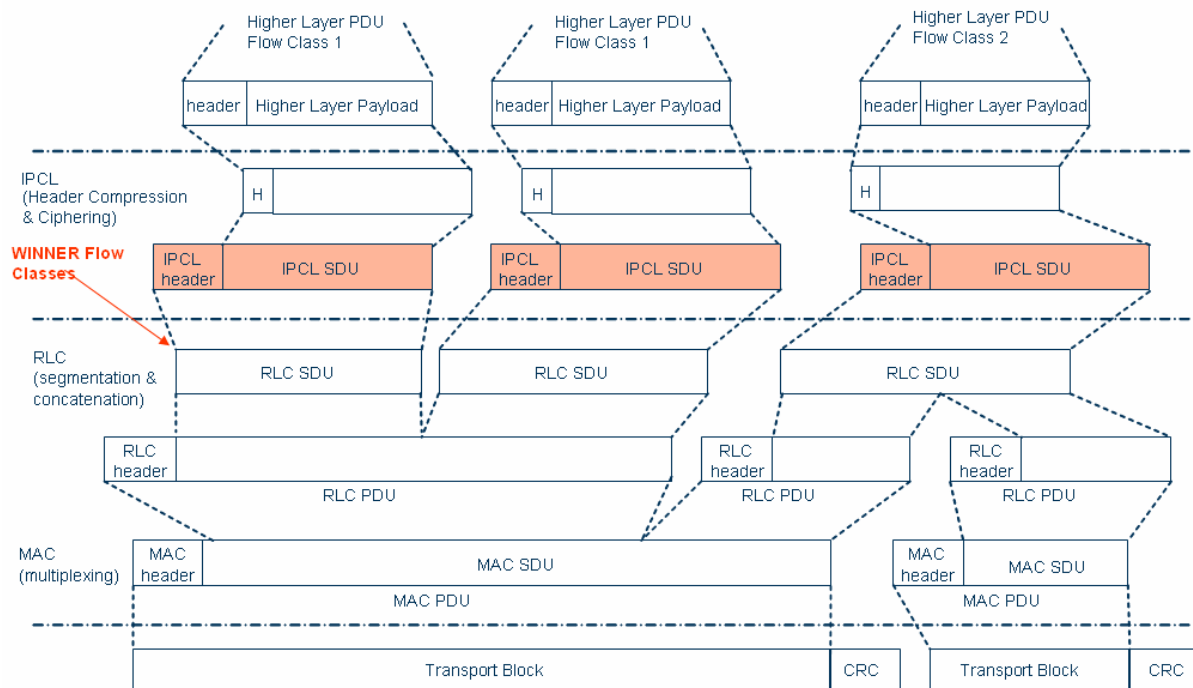 Higher Layer PDU
Flow Class 1
Higher Layer PDU
Flow Class 1
Higher Layer PDU
Flow Class 2
header
Higher Layer Payload
header
Higher Layer Payload
header
Higher Layer Payload
IPCL
(Header Compression
& Ciphering)
H
H
H
WINNER Flow
Classes
IPCL
header
IPCL SDU
IPCL
header
IPCL SDU
IPCL
header
IPCL SDU
RLC
(segmentation &
concatenation)
RLC SDU
RLC SDU
RLC SDU
RLC
header
RLC PDU
RLC
header
RLC PDU
RLC
header
RLC PDU
MAC
(multiplexing)
MAC
header
MAC SDU
MAC PDU
MAC
header
MAC SDU
MAC PDU
Transport Block
CRC
Transport Block
CRC